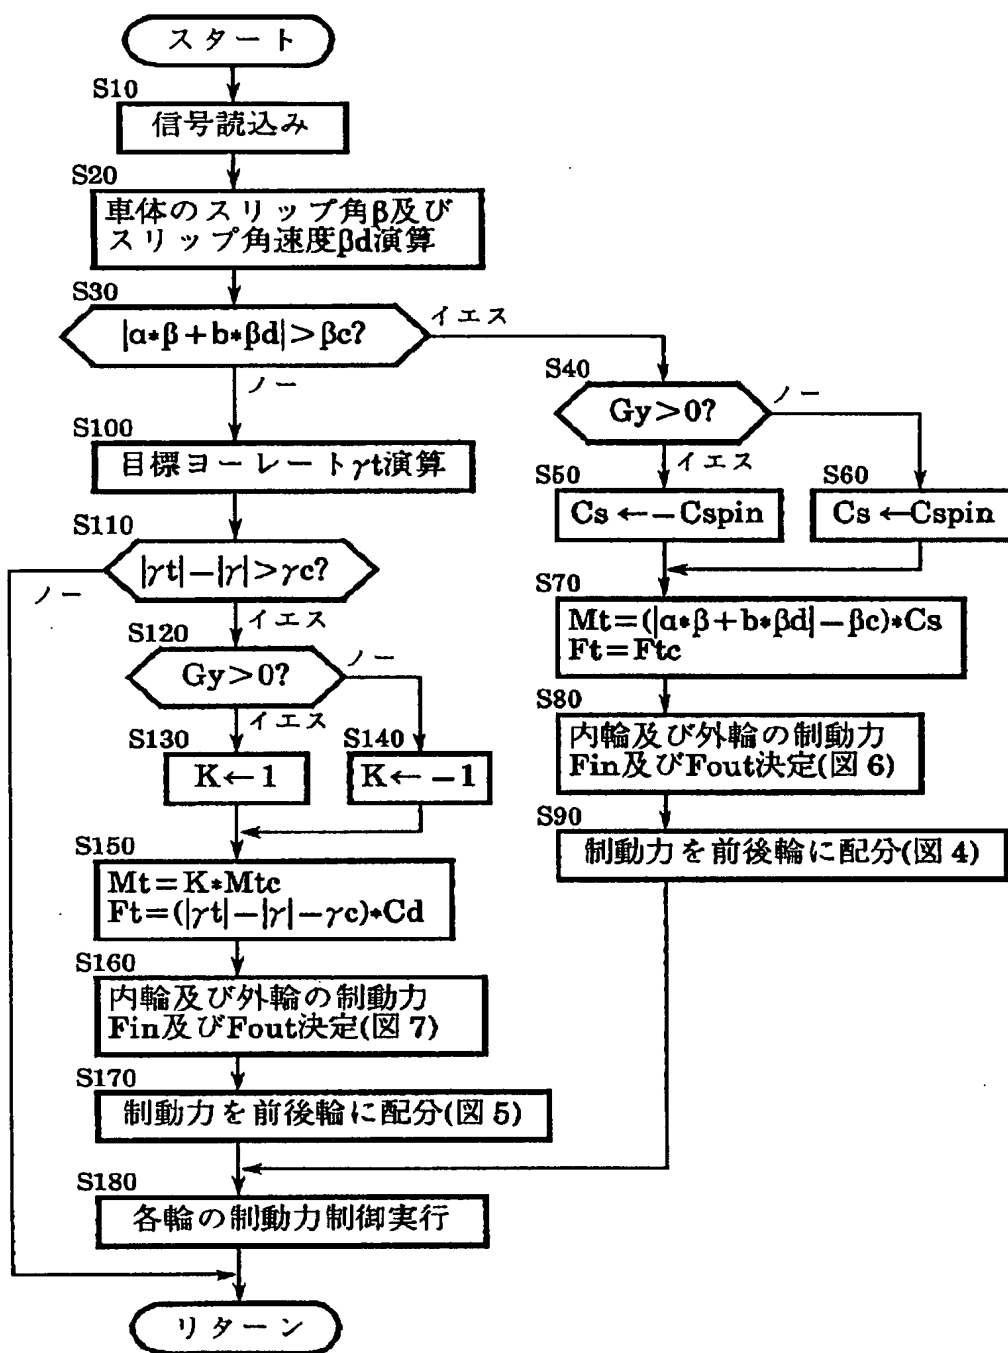 スタート
S10
信号読込み
S20
車体のスリップ角β及び
スリップ角速度βd演算
S30
|a*β+b*βd|>βc?
イエス
ノー
S40
Gy>0?
ノー
イエス
S50
Cs←−Cspin
S60
Cs←Cspin
S70
Mt=(|a*β+b*βd|−βc)*Cs
Ft=Ftc
S80
内輪及び外輪の制動力
Fin及びFout決定(図6)
S90
制動力を前後輪に配分(図4)
S100
目標ヨーレートγt演算
S110
|γt|−|γ|>γc?
ノー
イエス
S120
Gy>0?
ノー
イエス
S130
K←1
S140
K←−1
S150
Mt=K*Mtc
Ft=(|γt|−|γ|−γc)*Cd
S160
内輪及び外輪の制動力
Fin及びFout決定(図7)
S170
制動力を前後輪に配分(図5)
S180
各輪の制動力制御実行
リターン